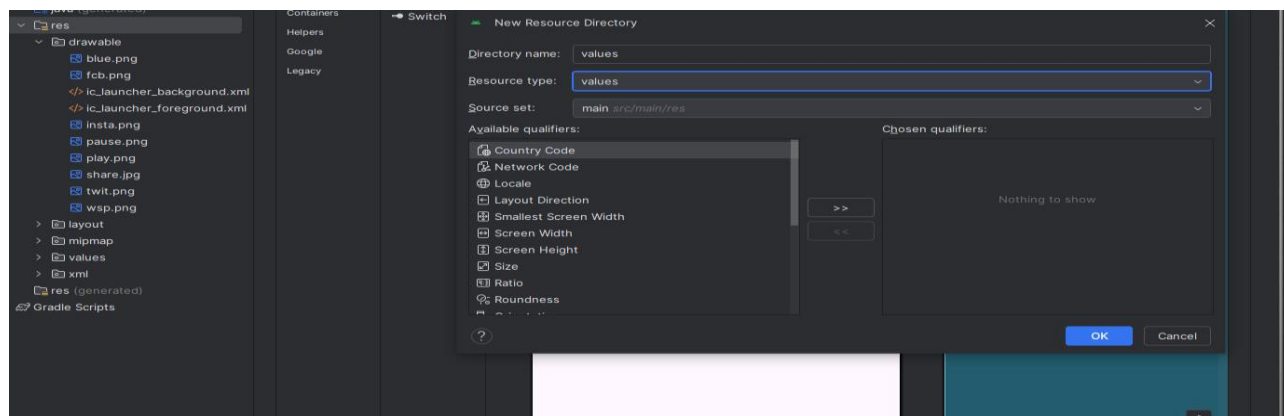 java (generated)
res
drawable
blue.png
fcb.png
</> ic_launcher_background.xml
</> ic_launcher_foreground.xml
insta.png
pause.png
play.png
share.jpg
twit.png
wsp.png
layout
mipmap
values
xml
res (generated)
Gradle Scripts
Containers
Helpers
Google
Legacy
Switch
New Resource Directory
Directory name: values
Resource type: values
Source set: main src/main/res
Available qualifiers:
Country Code
Network Code
Locale
Layout Direction
Smallest Screen Width
Screen Width
Screen Height
Size
Ratio
Roundness
>>
<<
Chosen qualifiers:
Nothing to show
?
OK
Cancel